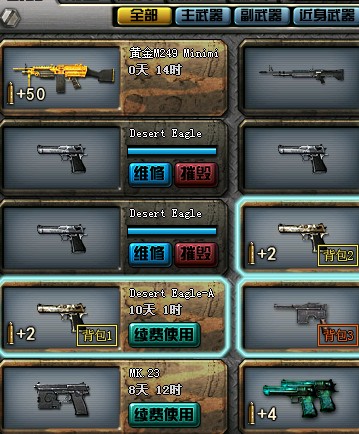 全部 主武器 副武器 近身武器
黄金M249 Minimi
0天 14时
+50
Desert Eagle
维修 摧毁
Desert Eagle
维修 摧毁
+2
背包2
Desert Eagle-A
10天 1时
+2
背包1
续费使用
背包3
MK 23
8天 12时
续费使用
+4